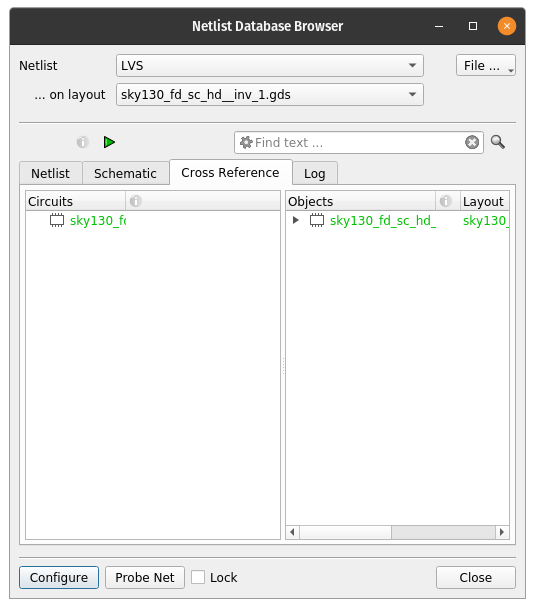 Netlist Database Browser
Netlist LVS File ...
... on layout sky130_fd_sc_hd__inv_1.gds
Find text ...
Netlist Schematic Cross Reference Log
Circuits Objects Layout
sky130_fd sky130_fd_sc_hd_ sky130_
Configure Probe Net Lock Close